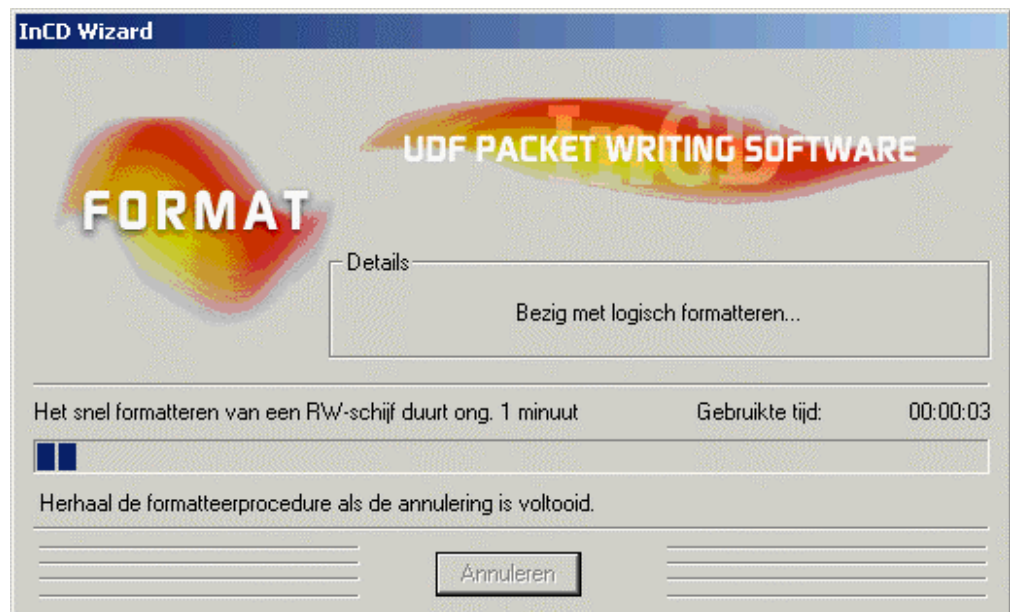 InCD Wizard
InCD
UDF PACKET WRITING SOFTWARE
FORMAT
Details
Bezig met logisch formatteren...
Het snel formatteren van een RW-schijf duurt ong. 1 minuut Gebruikte tijd: 00:00:03
Herhaal de formatteerprocedure als de annulering is voltooid.
Annuleren